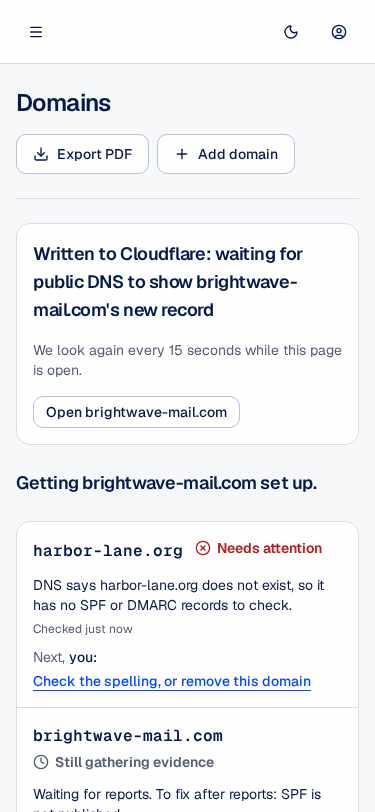 Domains
Export PDF
Add domain
Written to Cloudflare: waiting for
public DNS to show brightwave-
mail.com's new record
We look again every 15 seconds while this page
is open.
Open brightwave-mail.com
Getting brightwave-mail.com set up.
harbor-lane.org
Needs attention
DNS says harbor-lane.org does not exist, so it
has no SPF or DMARC records to check.
Checked just now
Next, you:
Check the spelling, or remove this domain
brightwave-mail.com
Still gathering evidence
Waiting for reports. To fix after reports: SPF is
not published